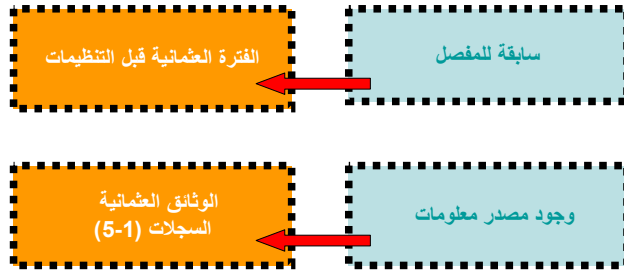 سابقة للمفصل
الفترة العثمانية قبل التنظيمات
وجود مصدر معلومات
الوثائق العثمانية
السجلات (1-5)